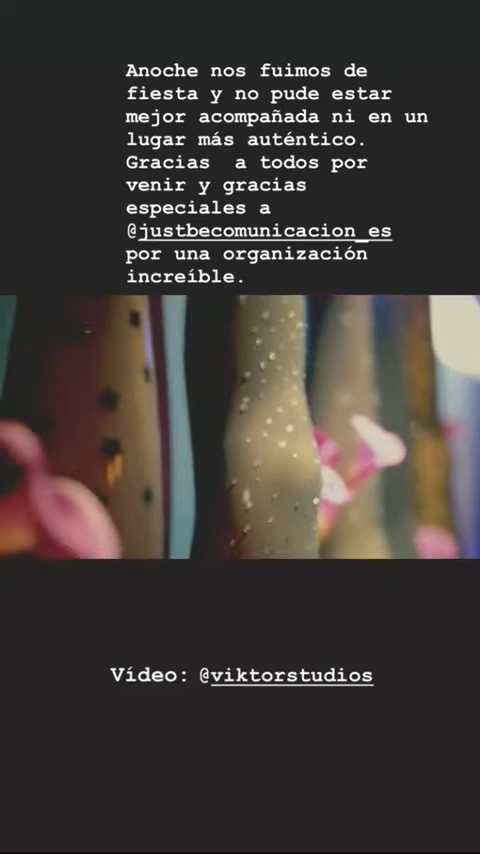 Anoche nos fuimos de
fiesta y no pude estar
mejor acompañada ni en un
lugar más auténtico.
Gracias  a todos por
venir y gracias
especiales a
@justbecomunicacion_es
por una organización
increíble.
Vídeo: @viktorstudios